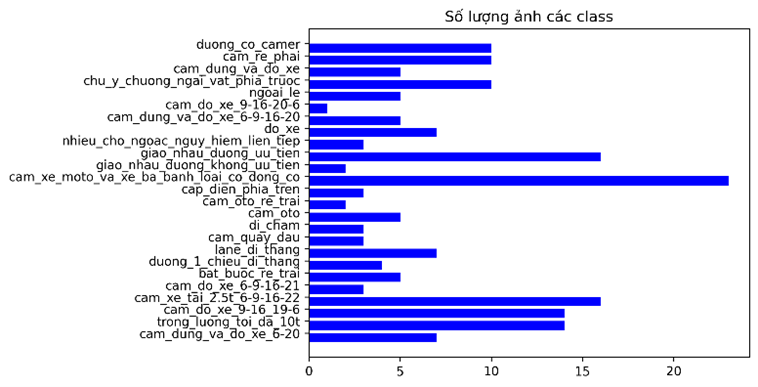 Số lượng ảnh các class
duong_co_camer
cam_re_phai
cam_dung_va_do_xe
chu_y_chuong_ngai_vat_phia_truoc
ngoai_le
cam_do_xe_9-16-20-6
cam_dung_va_do_xe_6-9-16-20
do_xe
nhieu_cho_ngoac_nguy_hiem_lien_tiep
giao_nhau_duong_uu_tien
giao_nhau_duong_khong_uu_tien
cam_xe_moto_va_xe_ba_banh_loai_co_dong_co
cap_dien_phia_tren
cam_oto_re_trai
cam_oto
di_cham
cam_quay_dau
lane_di_thang
duong_1_chieu_di_thang
bat_buoc_re_trai
cam_do_xe_6-9-16-21
cam_xe_tai_2.5t_6-9-16-22
cam_do_xe_9-16_19-6
trong_luong_toi_da_10t
cam_dung_va_do_xe_6-20
0 5 10 15 20